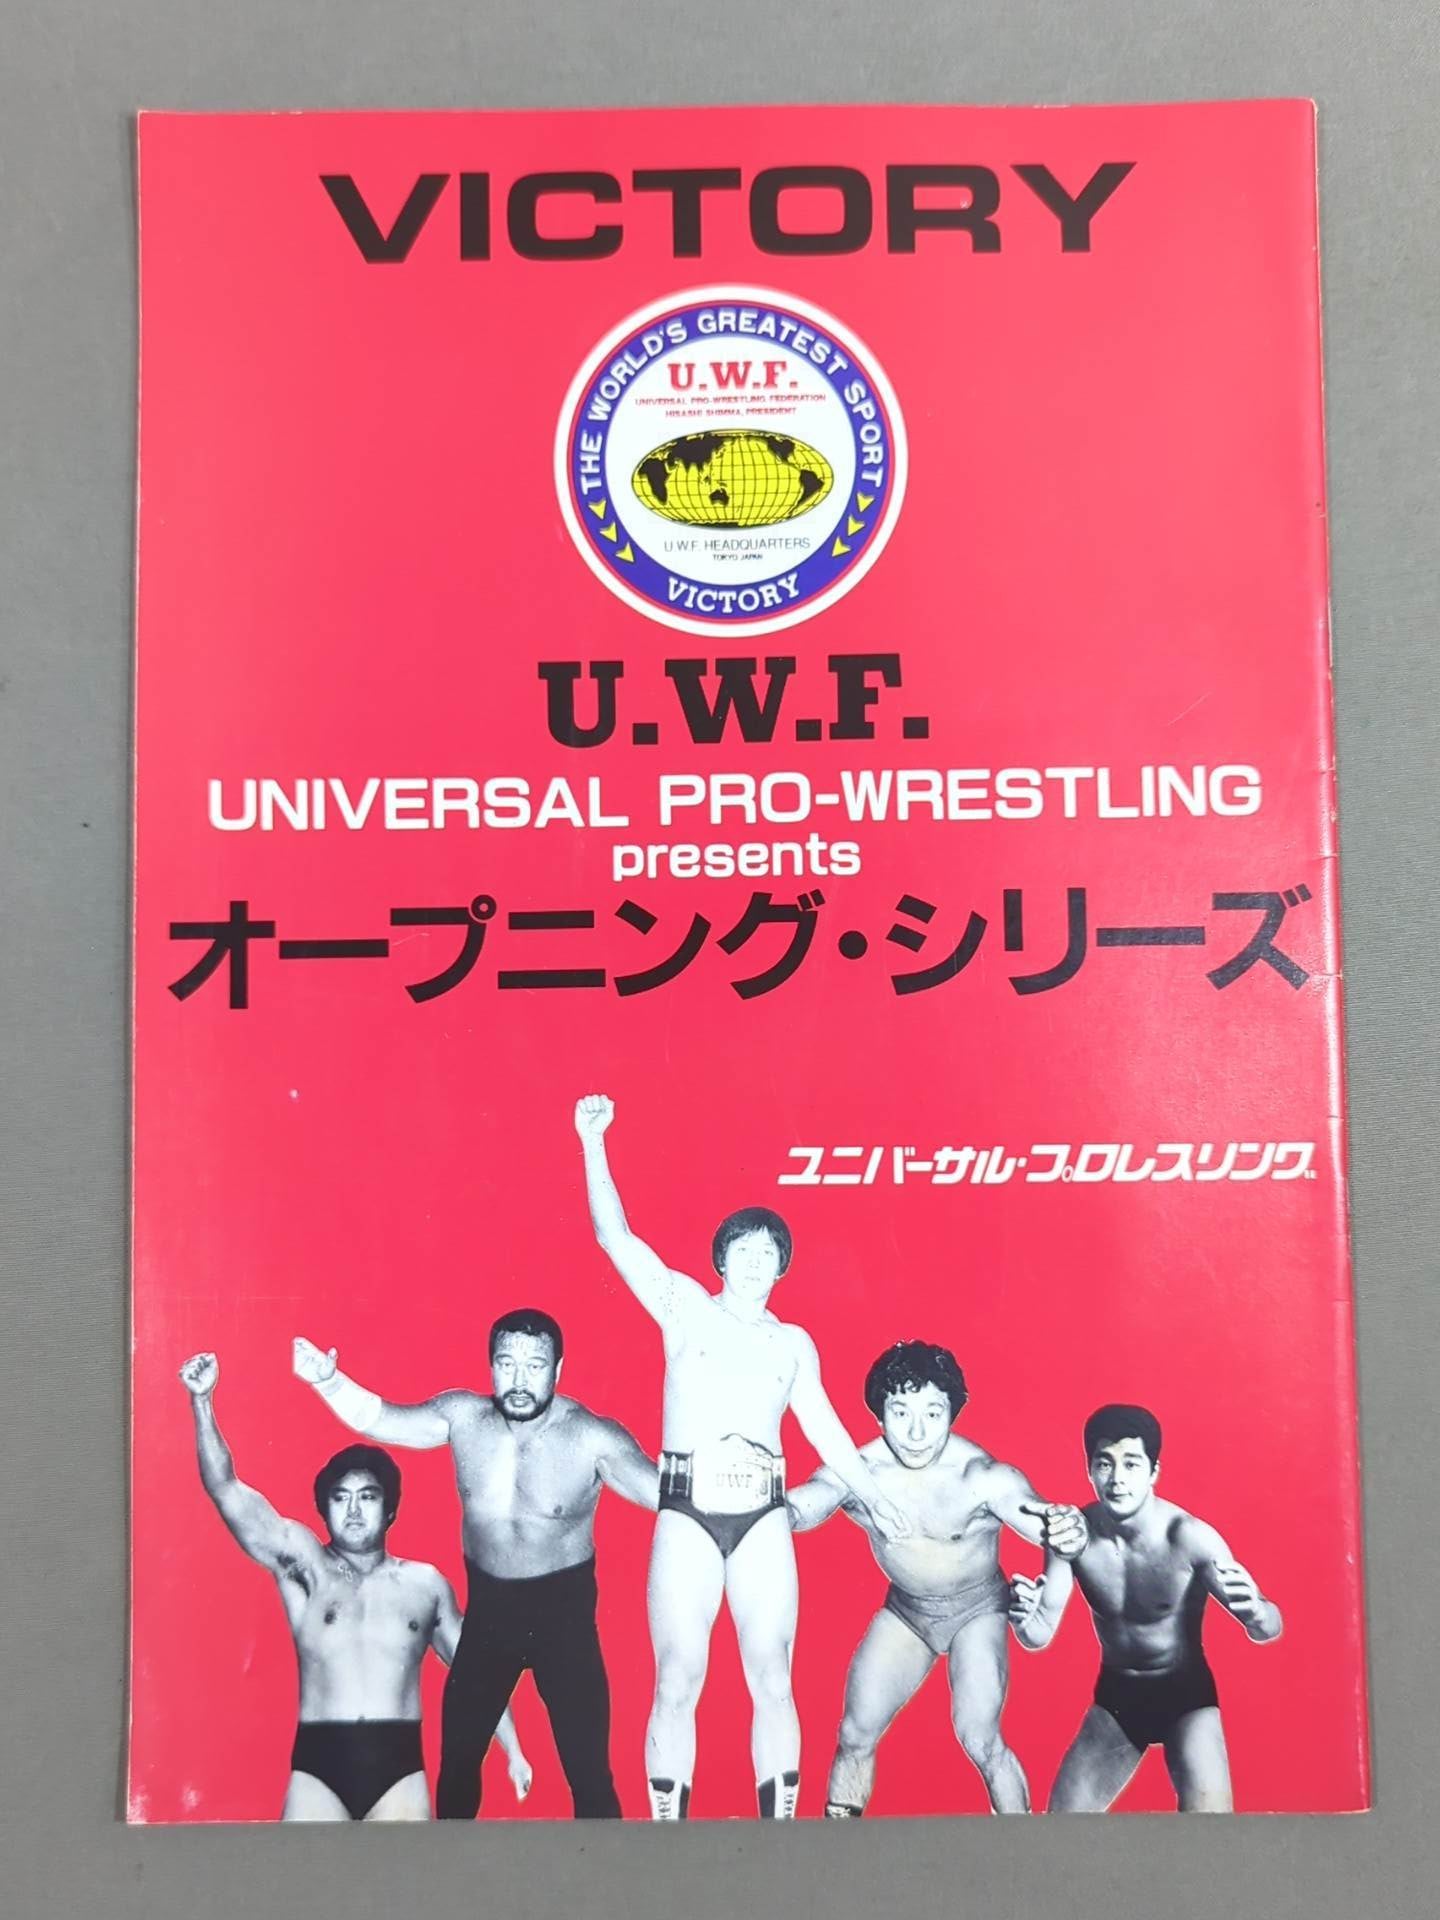 VICTORY
THE WORLD'S GREATEST SPORT
U.W.F.
UNIVERSAL PRO-WRESTLING FEDERATION
HISASHI SHINMA, PRESIDENT
U.W.F. HEADQUARTERS
TOKYO JAPAN
VICTORY
U.W.F.
UNIVERSAL PRO-WRESTLING
presents
オープニング・シリーズ
ユニバーサル・プロレスリング
UWF